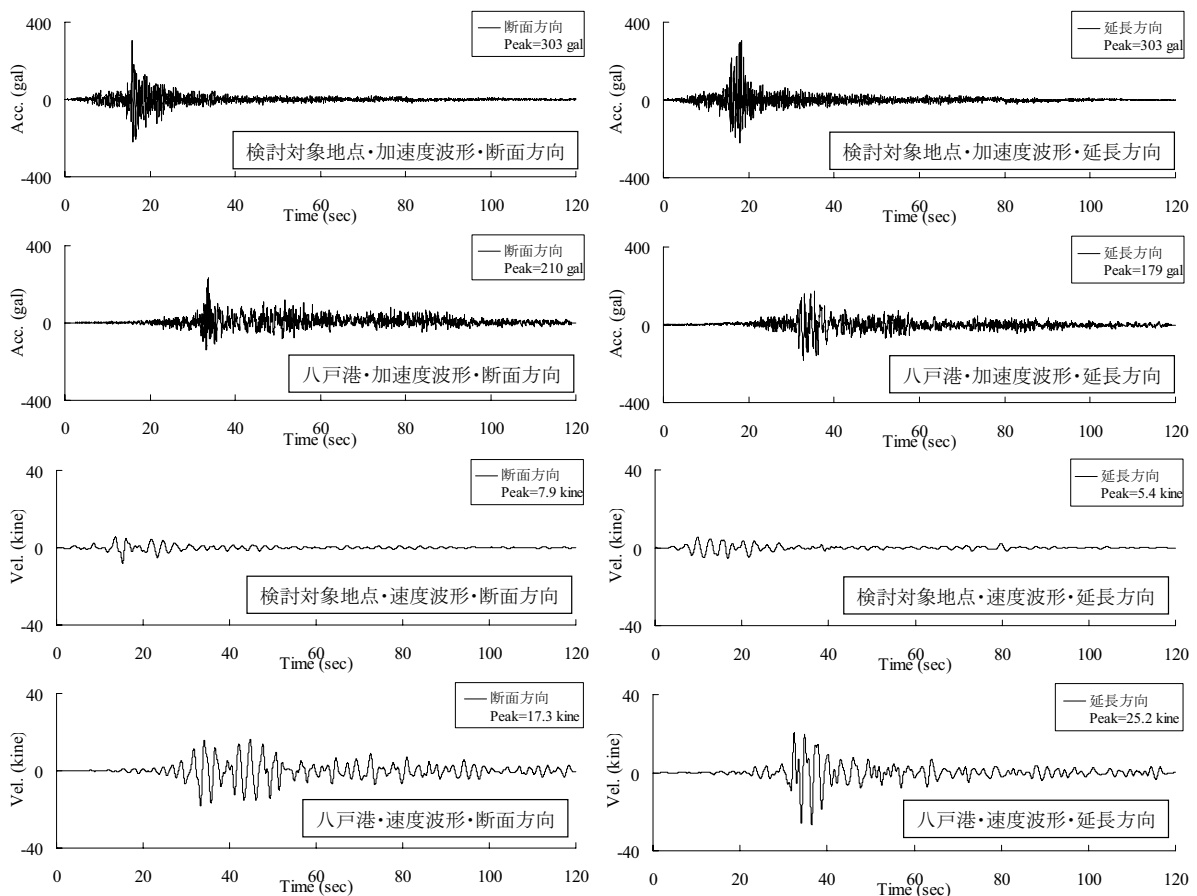 400
0
-400
Acc. (gal)
断面方向
Peak=303 gal
検討対象地点・加速度波形・断面方向
0 20 40 60 80 100 120
Time (sec)
400
0
-400
Acc. (gal)
延長方向
Peak=303 gal
検討対象地点・加速度波形・延長方向
0 20 40 60 80 100 120
Time (sec)
400
0
-400
Acc. (gal)
断面方向
Peak=210 gal
八戸港・加速度波形・断面方向
0 20 40 60 80 100 120
Time (sec)
400
0
-400
Acc. (gal)
延長方向
Peak=179 gal
八戸港・加速度波形・延長方向
0 20 40 60 80 100 120
Time (sec)
40
0
-40
Vel. (kine)
断面方向
Peak=7.9 kine
検討対象地点・速度波形・断面方向
0 20 40 60 80 100 120
Time (sec)
40
0
-40
Vel. (kine)
延長方向
Peak=5.4 kine
検討対象地点・速度波形・延長方向
0 20 40 60 80 100 120
Time (sec)
40
0
-40
Vel. (kine)
断面方向
Peak=17.3 kine
八戸港・速度波形・断面方向
0 20 40 60 80 100 120
Time (sec)
40
0
-40
Vel. (kine)
延長方向
Peak=25.2 kine
八戸港・速度波形・延長方向
0 20 40 60 80 100 120
Time (sec)